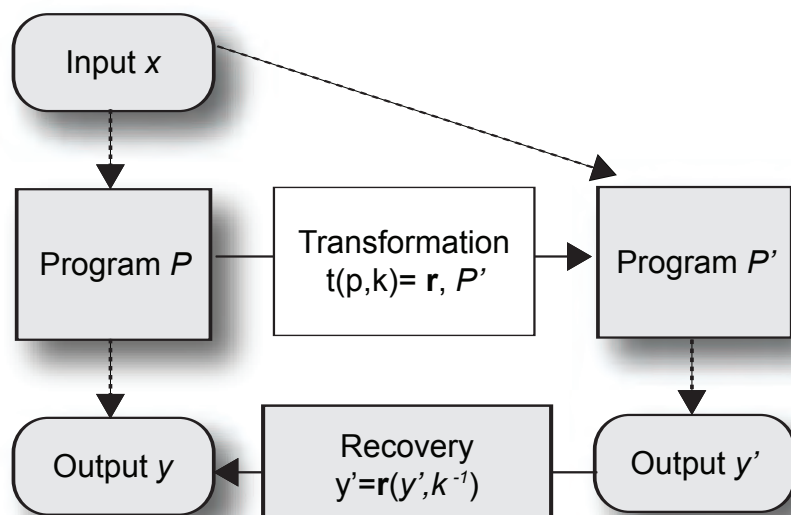 Input x
Program P
Transformation
t(p,k)= r, P’
Program P’
Output y
Recovery
y’=r(y’,k⁻¹)
Output y’